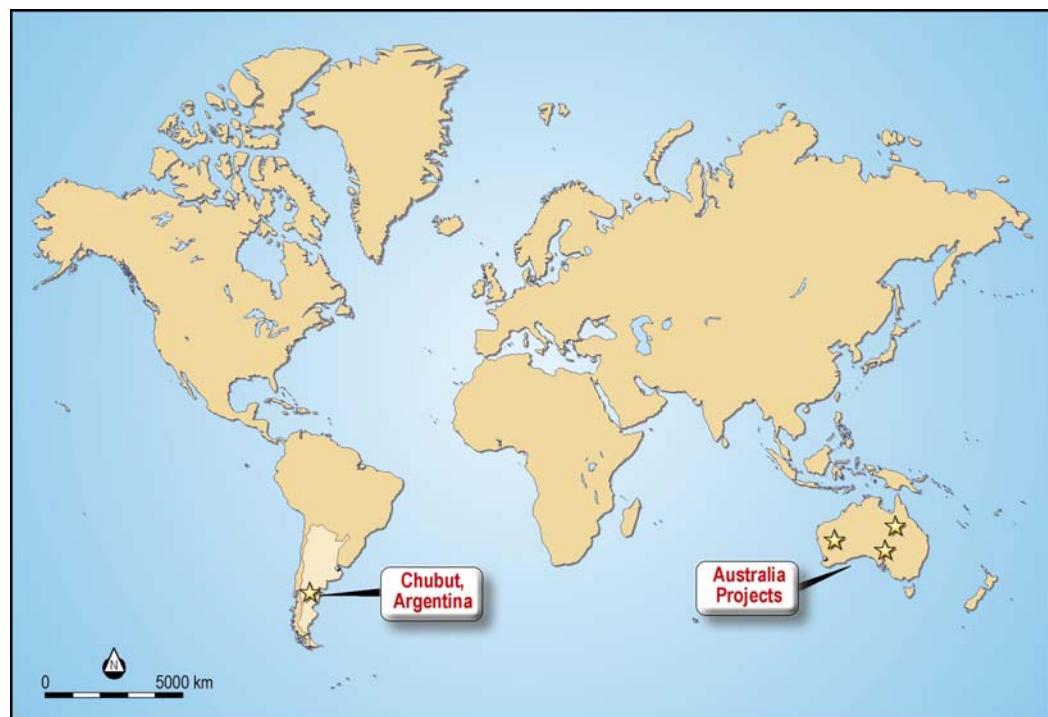 Chubut,
Argentina
Australia
Projects
N
0 5000 km